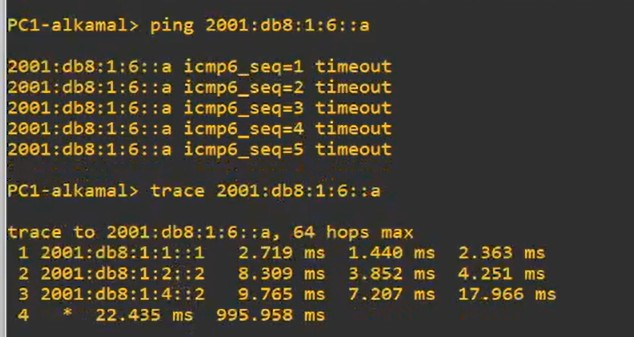 PC1-alkamal> ping 2001:db8:1:6::a
2001:db8:1:6::a icmp6_seq=1 timeout
2001:db8:1:6::a icmp6_seq=2 timeout
2001:db8:1:6::a icmp6_seq=3 timeout
2001:db8:1:6::a icmp6_seq=4 timeout
2001:db8:1:6::a icmp6_seq=5 timeout
PC1-alkamal> trace 2001:db8:1:6::a
trace to 2001:db8:1:6::a, 64 hops max
1 2001:db8:1:1::1 2.719 ms 1.440 ms 2.363 ms
2 2001:db8:1:2::2 8.309 ms 3.852 ms 4.251 ms
3 2001:db8:1:4::2 9.765 ms 7.207 ms 17.966 ms
4 * 22.435 ms 995.958 ms